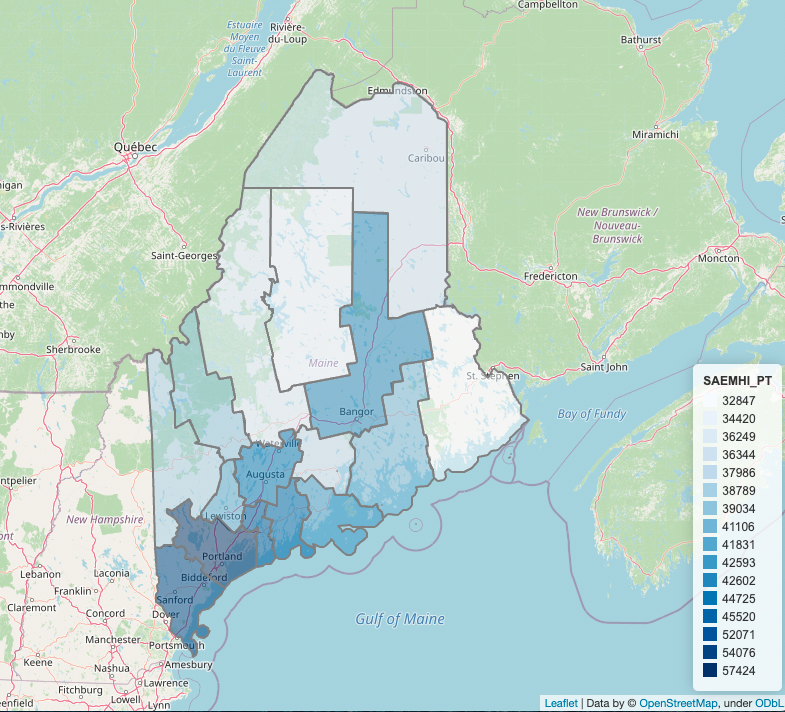 Campbellton
Estuaire
Moyen
du Fleuve
Saint-
Laurent
Rivière-
du-Loup
Bathurst
Edmundston
Miramichi
Québec
Caribou
New Brunswick /
Nouveau-
Brunswick
s-Rivières
Saint-Georges
Moncton
Fredericton
mmondville
Sherbrooke
Saint John
Maine
St. Stephen
Bangor
Bay of Fundy
Waterville
Augusta
Lewiston
New Hampshire
Portland
Lebanon
Laconia
Biddeford
Franklin
Sanford
Claremont
Concord
Dover
Gulf of Maine
Manchester
Portsmouth
Keene
Nashua
Amesbury
Fitchburg
Lawrence
Lowell
Lynn
SAEMHI_PT
32847
34420
36249
36344
37986
38789
39034
41106
41831
42593
42602
44725
45520
52071
54076
57424
Leaflet | Data by © OpenStreetMap, under ODbL